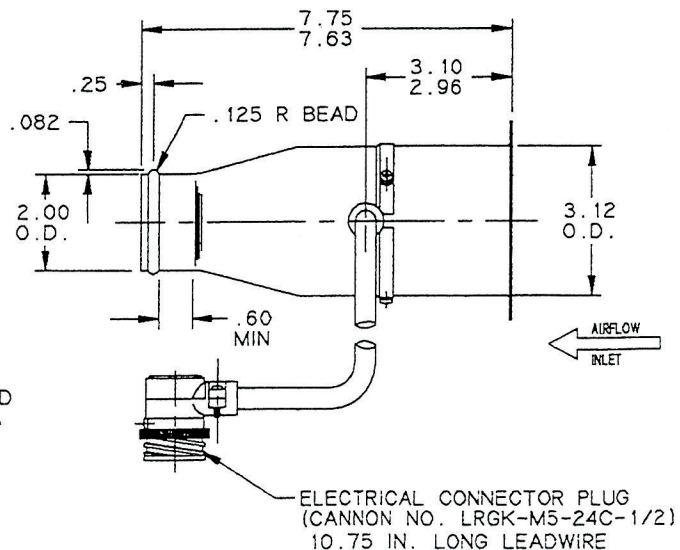 7.75
7.63
3.10
2.96
.25
.082
.125 R BEAD
2.00
O.D.
3.12
O.D.
.60
MIN
AIRFLOW
INLET
D
ELECTRICAL CONNECTOR PLUG
(CANNON NO. LRGK-M5-24C-1/2)
10.75 IN. LONG LEADWIRE